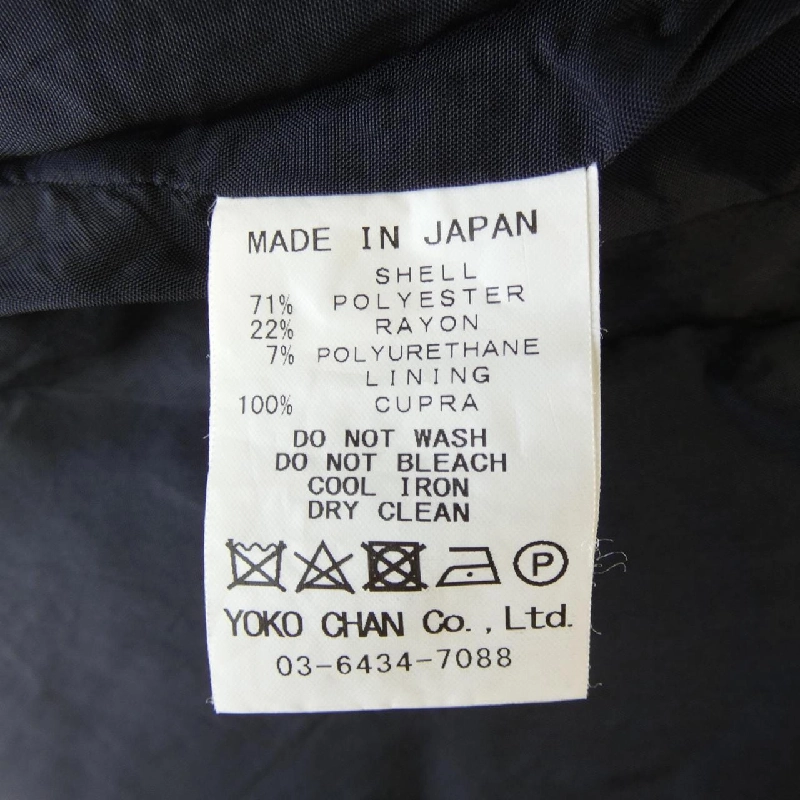 MADE IN JAPAN
SHELL
71% POLYESTER
22% RAYON
7% POLYURETHANE
LINING
100% CUPRA
DO NOT WASH
DO NOT BLEACH
COOL IRON
DRY CLEAN
P
YOKO CHAN Co.,Ltd.
03-6434-7088